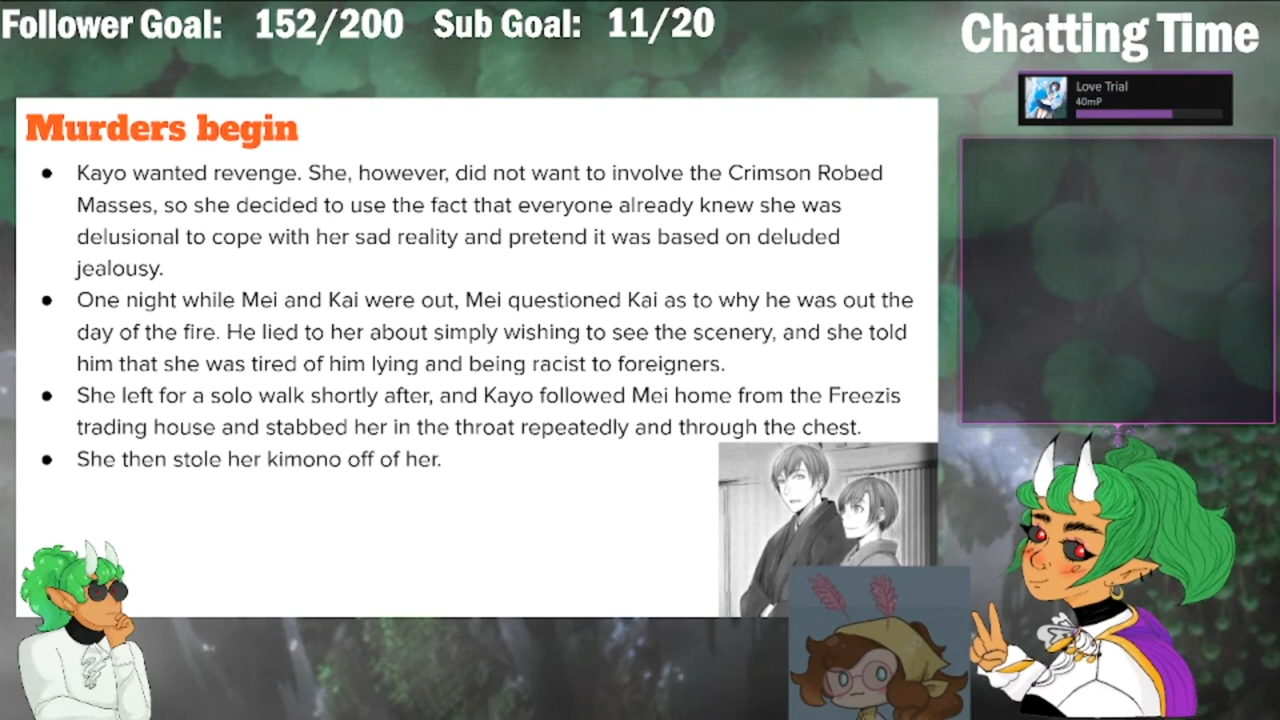 Follower Goal: 152/200 Sub Goal: 11/20
Chatting Time
Love Trial
40mP
Murders begin
● Kayo wanted revenge. She, however, did not want to involve the Crimson Robed
Masses, so she decided to use the fact that everyone already knew she was
delusional to cope with her sad reality and pretend it was based on deluded
jealousy.
● One night while Mei and Kai were out, Mei questioned Kai as to why he was out the
day of the fire. He lied to her about simply wishing to see the scenery, and she told
him that she was tired of him lying and being racist to foreigners.
● She left for a solo walk shortly after, and Kayo followed Mei home from the Freezis
trading house and stabbed her in the throat repeatedly and through the chest.
● She then stole her kimono off of her.